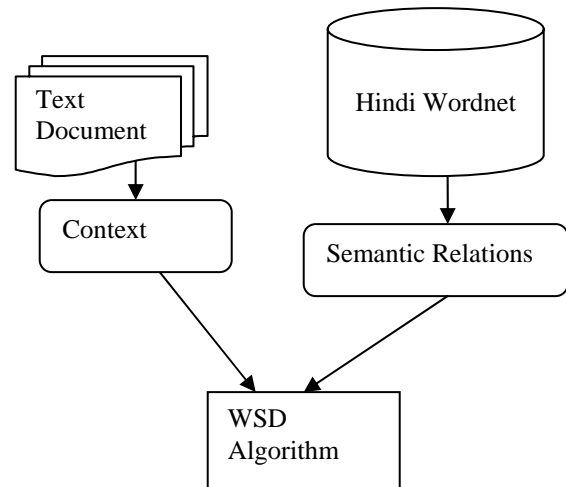 Text
Document
Hindi Wordnet
Context
Semantic Relations
WSD
Algorithm